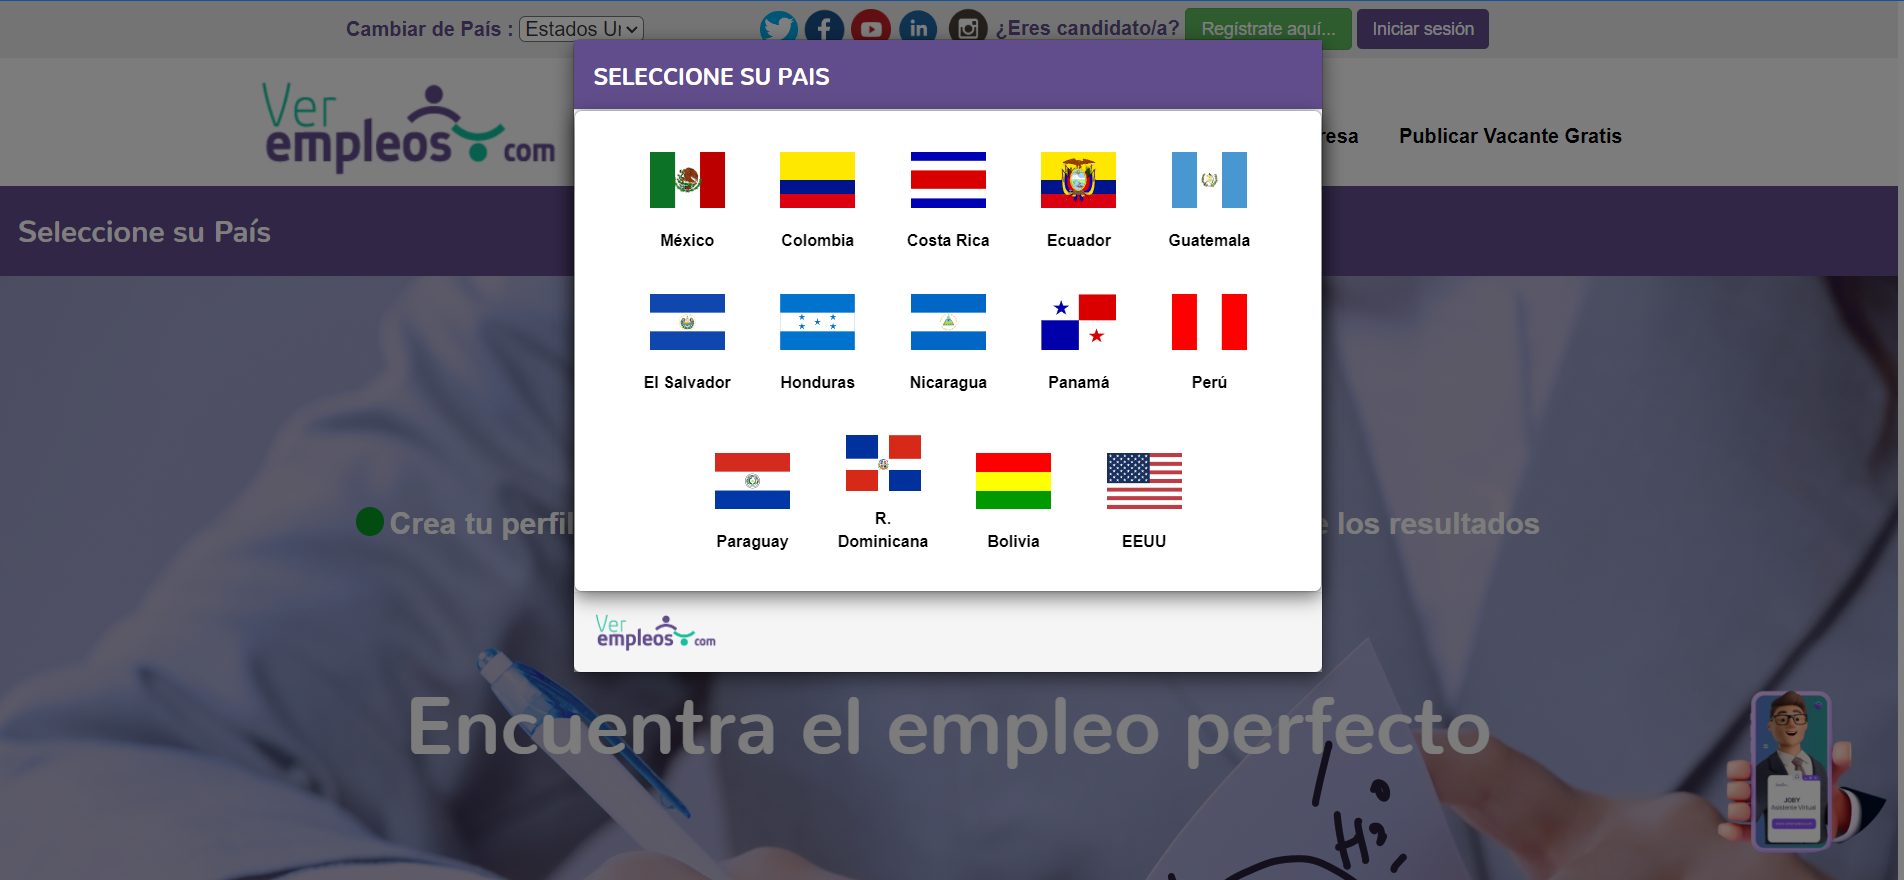 Cambiar de País : Estados Un ¿Eres candidato/a? Regístrate aquí... Iniciar sesión
SELECCIONE SU PAIS
Ver
empleos.com
resa Publicar Vacante Gratis
Seleccione su País
México Colombia Costa Rica Ecuador Guatemala
El Salvador Honduras Nicaragua Panamá Perú
Paraguay R. Dominicana Bolivia EEUU
Crea tu perfil e los resultados
Ver
empleos.com
Encuentra el empleo perfecto
JOBY
Asistente Virtual